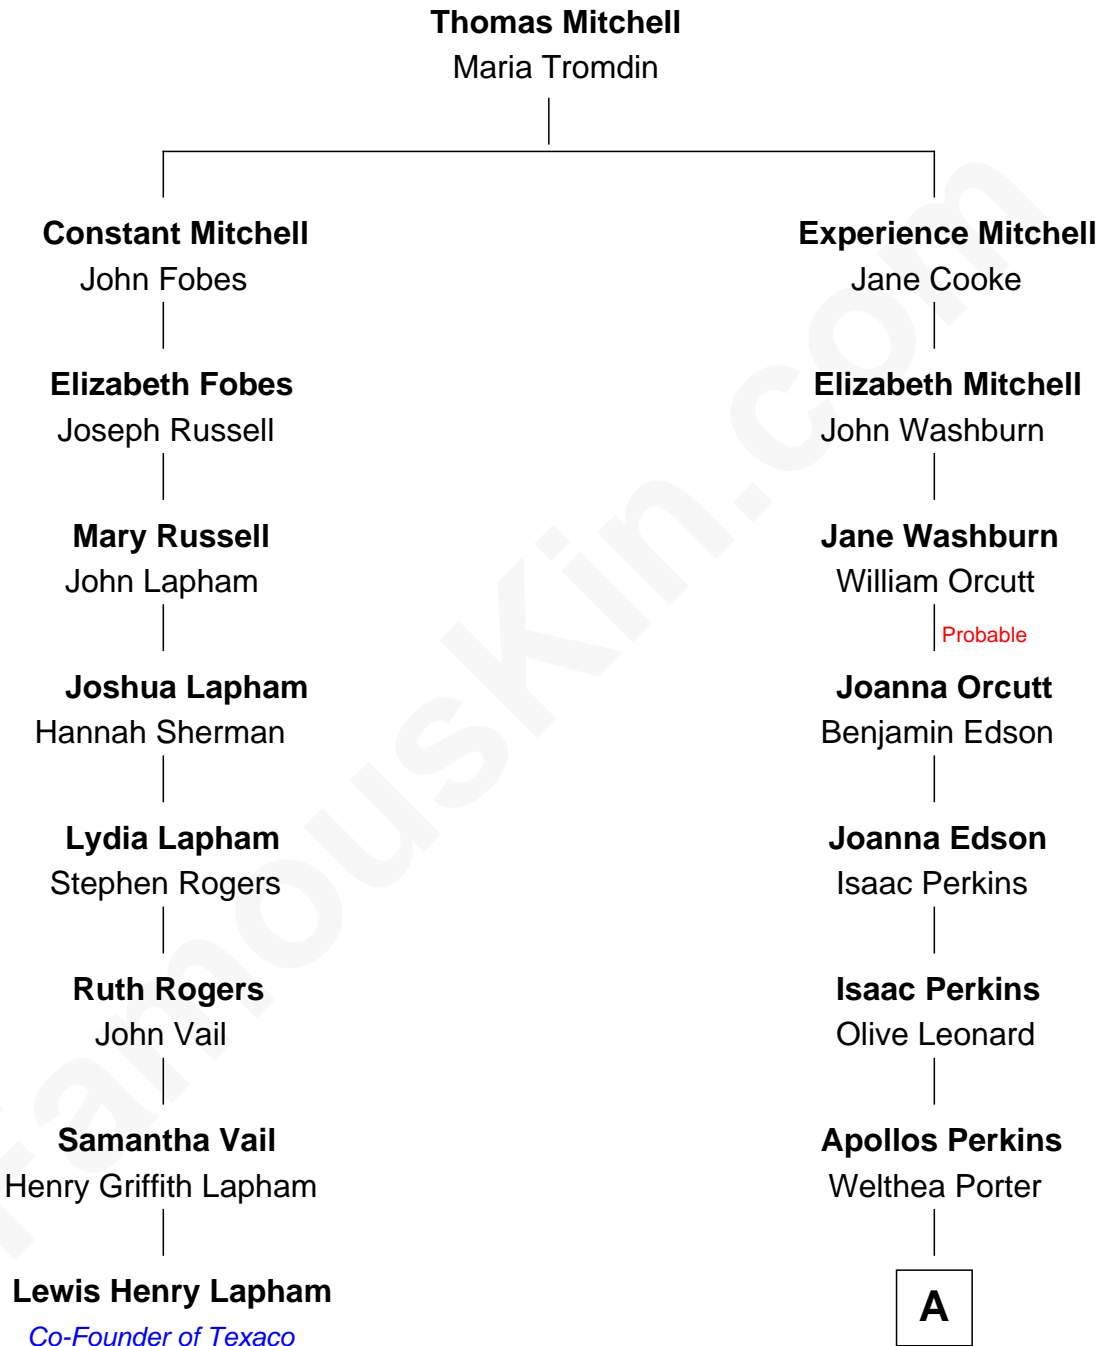 Thomas Mitchell
Maria Tromdin
Constant Mitchell
John Fobes
Experience Mitchell
Jane Cooke
Elizabeth Fobes
Joseph Russell
Elizabeth Mitchell
John Washburn
Mary Russell
John Lapham
Jane Washburn
William Orcutt
Probable
Joshua Lapham
Hannah Sherman
Joanna Orcutt
Benjamin Edson
Lydia Lapham
Stephen Rogers
Joanna Edson
Isaac Perkins
Ruth Rogers
John Vail
Isaac Perkins
Olive Leonard
Samantha Vail
Henry Griffith Lapham
Apollos Perkins
Welthea Porter
Lewis Henry Lapham
Co-Founder of Texaco
A
FamousKin.com